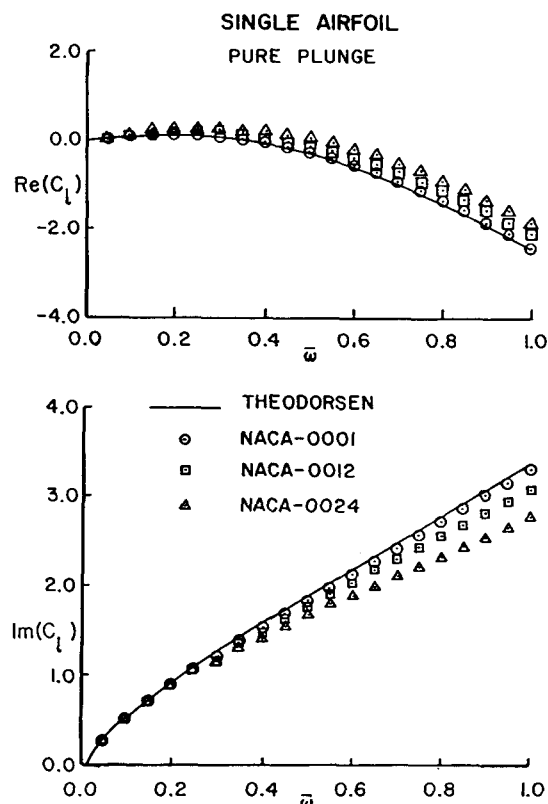 SINGLE AIRFOIL
PURE PLUNGE
2.0
0.0
Re(C_l)
-2.0
-4.0
0.0 0.2 0.4 0.6 0.8 1.0
ω̅
4.0
THEODORSEN
NACA-0001
NACA-0012
NACA-0024
3.0
2.0
Im(C_l)
1.0
0.0
0.0 0.2 0.4 0.6 0.8 1.0
ω̅